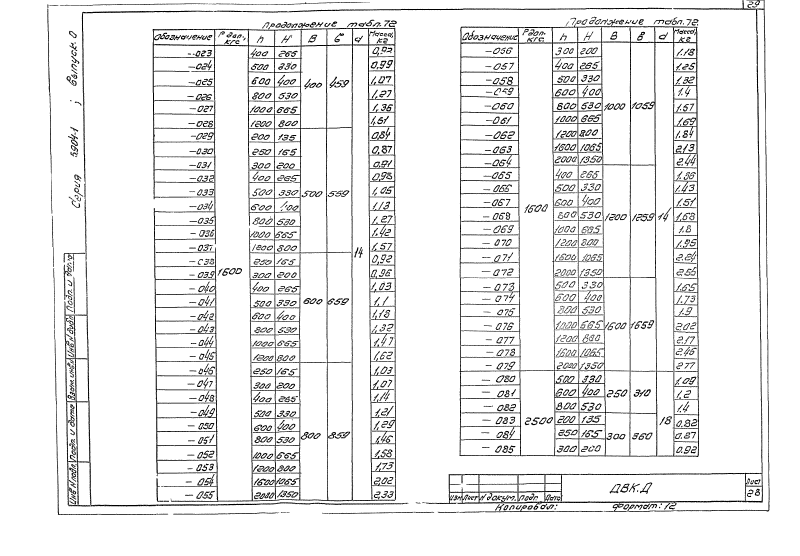 29
Продолжение табл.72
Обозначение Рдоп., кгс h H B б d Масса, кг
-023 400 265 400 459 0,92
-024 500 330 0,99
-025 600 400 1,07
-026 800 530 1,27
-027 1000 665 1,36
-028 1200 800 1,51
-029 200 135 500 559 0,84
-030 250 165 0,87
-031 300 200 0,91
-032 400 265 0,98
-033 500 330 1,05
-034 600 400 1,13
-035 800 530 1,27
-036 1000 665 1,42
-037 1200 800 14 1,57
-038 250 165 0,92
-039 1600 300 200 600 659 0,96
-040 400 265 1,03
-041 500 330 1,1
-042 600 400 1,18
-043 800 530 1,32
-044 1000 665 1,47
-045 1200 800 1,62
-046 250 165 800 859 1,03
-047 300 200 1,07
-048 400 265 1,14
-049 500 330 1,21
-050 600 400 1,29
-051 800 530 1,46
-052 1000 665 1,58
-053 1200 800 1,73
-054 1600 1065 2,02
-055 2000 1350 2,33
Продолжение табл.72
Обозначение Рдоп. кгс h H B В d Масса, кг
-056 300 200 1000 1059 1.18
-057 400 265 1.25
-058 500 330 1.32
-059 600 400 1.4
-060 800 530 1.57
-061 1000 665 1.69
-062 1200 800 1.84
-063 1600 1065 2.13
-064 2000 1350 2.44
-065 400 265 1200 1259 1.36
-066 500 330 1.43
-067 1600 600 400 1.51
-068 800 530 14 1.68
-069 1000 665 1.8
-070 1200 800 1.95
-071 1600 1065 2.24
-072 2000 1350 2.55
-073 500 330 1600 1659 1.65
-074 600 400 1.73
-075 800 530 1.9
-076 1000 665 2.02
-077 1200 800 2.17
-078 1600 1065 2.46
-079 2000 1350 2.77
-080 500 330 250 310 1.09
-081 600 400 1.2
-082 800 530 1.4
-083 2500 200 135 300 360 18 0.82
-084 250 165 0.87
-085 300 200 0.92
Серия 5.904-1 ; Выпуск 0
Инв.N подл. Подп. и дата Взам.инв.N Инв.N дубл. Подп. и дата
Изм Лист N докум. Подп. Дата
ДВК.Д
Лист
28
Копировал: Формат: 12